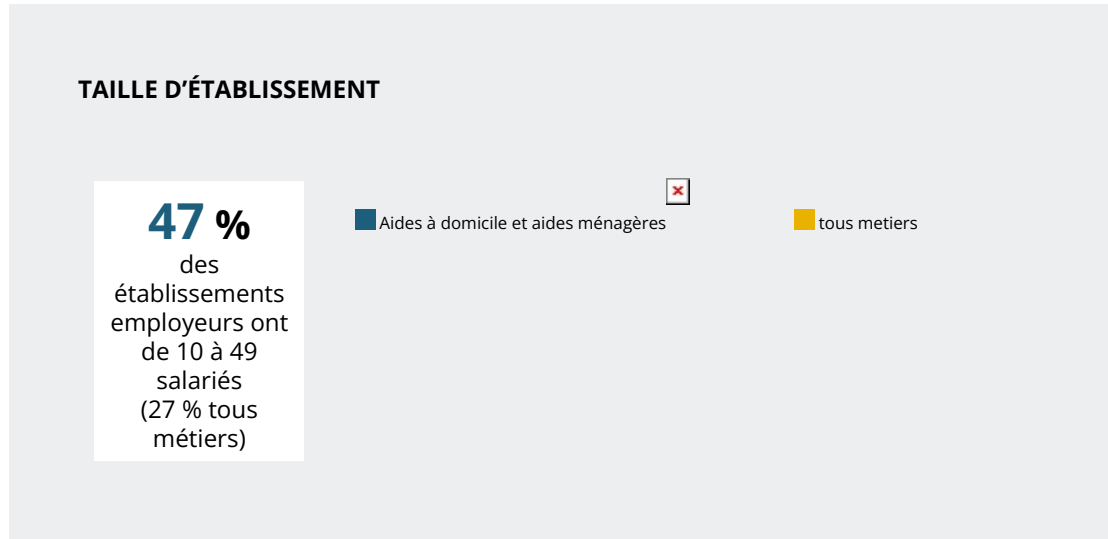 TAILLE D’ÉTABLISSEMENT
47 %
des
établissements
employeurs ont
de 10 à 49
salariés
(27 % tous
métiers)
Aides à domicile et aides ménagères
tous metiers